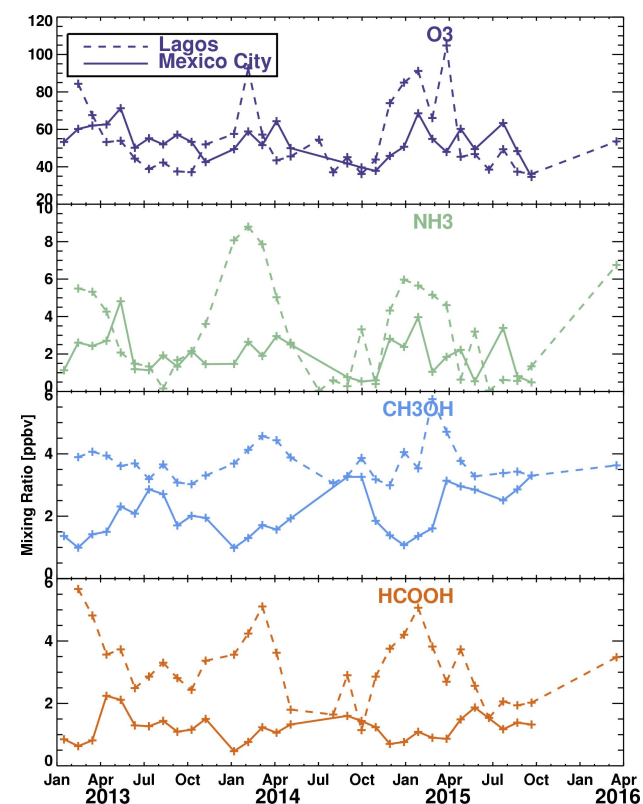 120
O3
Lagos
Mexico City
100
80
60
40
20
10
NH3
8
6
4
2
0
6
CH3OH
4
2
0
Mixing Ratio [ppbv]
6
HCOOH
4
2
0
Jan Apr Jul Oct Jan Apr Jul Oct Jan Apr Jul Oct Jan Apr
2013 2014 2015 2016